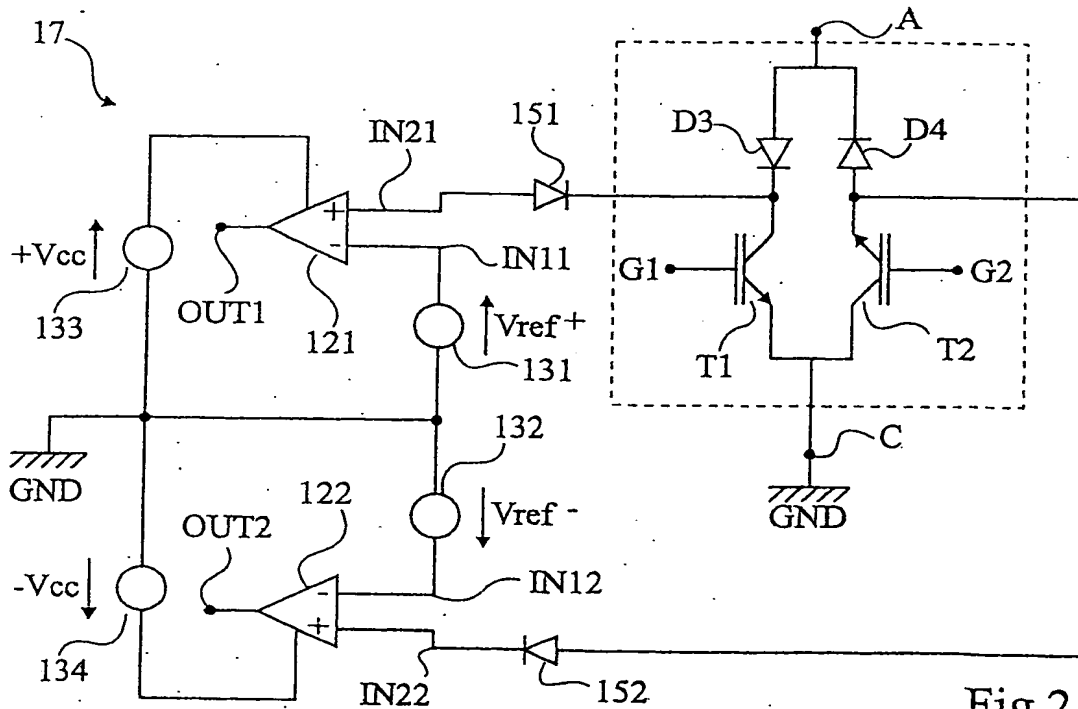 17
A
151
D3
D4
IN21
+
-
+Vcc
IN11
G1
G2
133
OUT1
121
Vref+
131
T1
T2
132
C
GND
122
GND
OUT2
Vref-
-Vcc
-
+
IN12
134
IN22
152
Fig 2